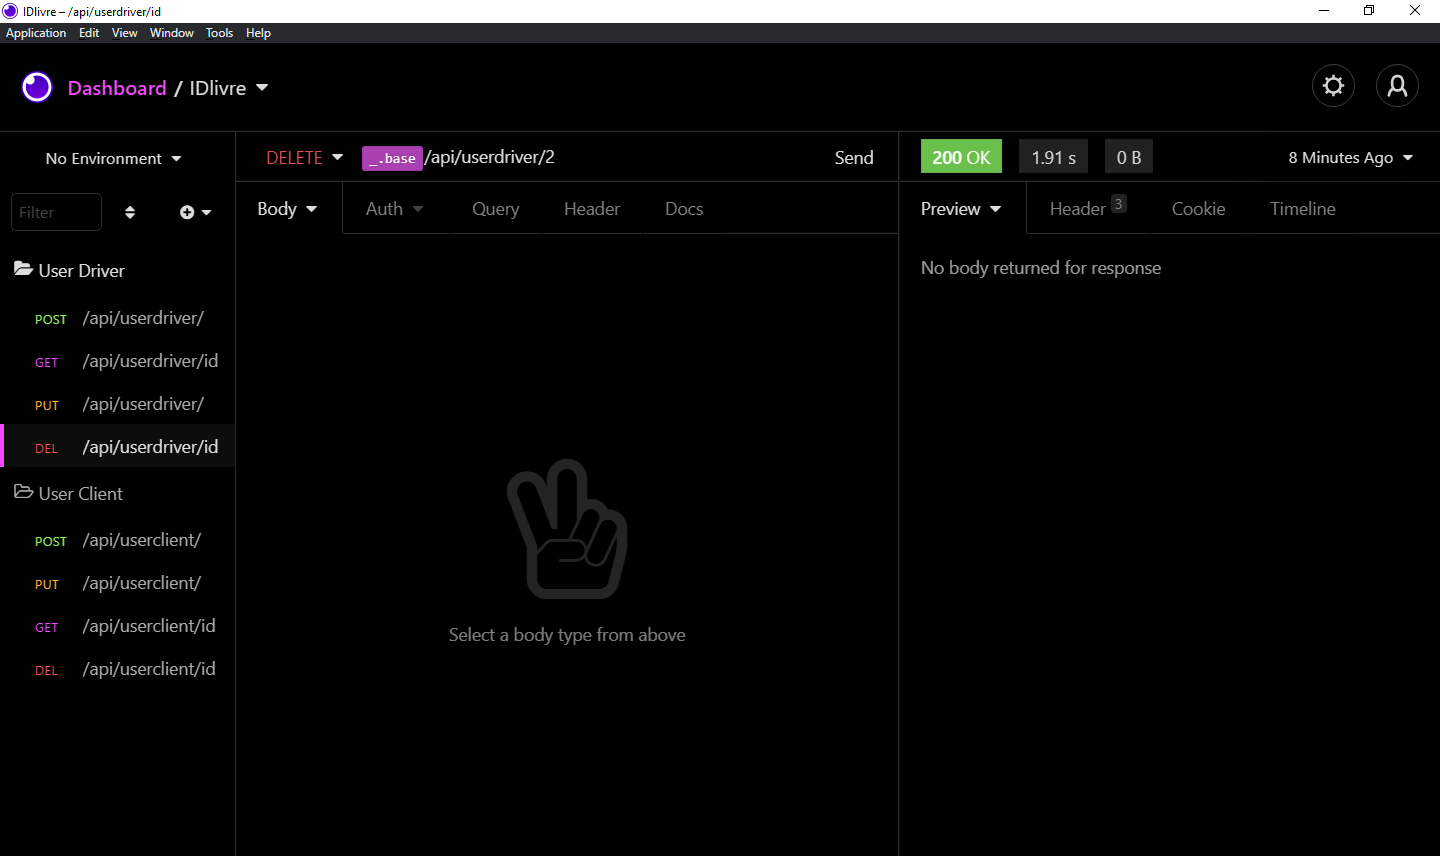 IDlivre – /api/userdriver/id
Application Edit View Window Tools Help
Dashboard / IDlivre
No Environment
Filter
User Driver
POST /api/userdriver/
GET /api/userdriver/id
PUT /api/userdriver/
DEL /api/userdriver/id
User Client
POST /api/userclient/
PUT /api/userclient/
GET /api/userclient/id
DEL /api/userclient/id
DELETE _.base/api/userdriver/2 Send
Body Auth Query Header Docs
Select a body type from above
200 OK 1.91 s 0 B 8 Minutes Ago
Preview Header 3 Cookie Timeline
No body returned for response